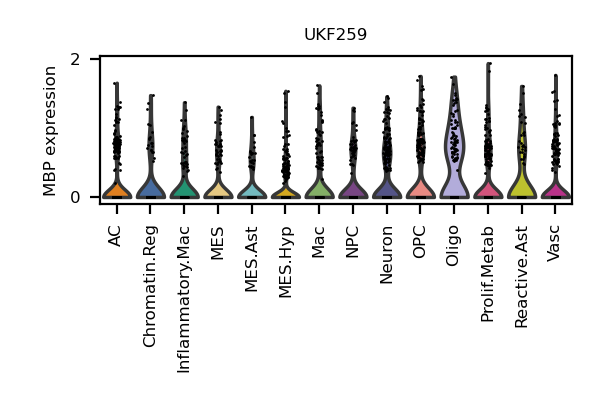 UKF259
MBP expression
2
0
AC
Chromatin.Reg
Inflammatory.Mac
MES
MES.Ast
MES.Hyp
Mac
NPC
Neuron
OPC
Oligo
Prolif.Metab
Reactive.Ast
Vasc